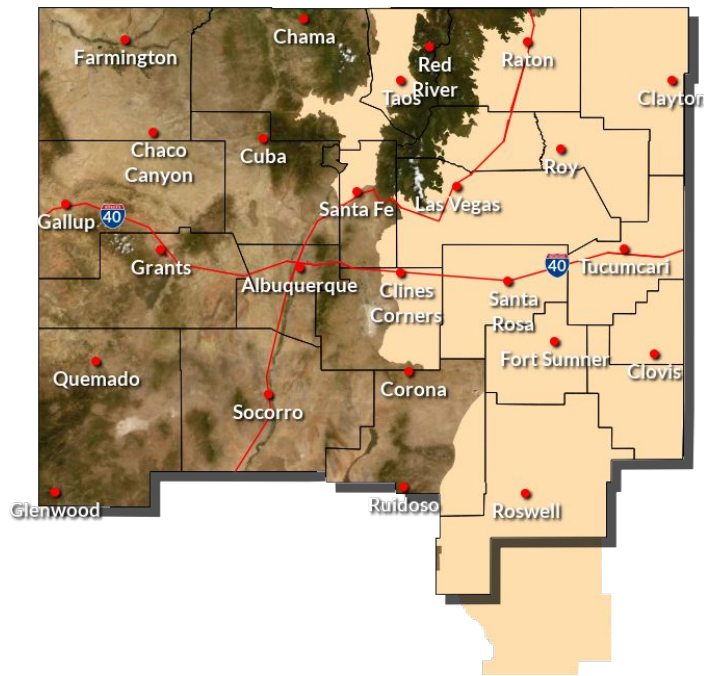 Chama
Farmington
Red
River
Raton
Taos
Clayton
Chaco
Canyon
Cuba
Roy
Gallup
40
Santa Fe
Las Vegas
Grants
Albuquerque
Clines
Corners
40
Tucumcari
Santa
Rosa
Quemado
Fort Sumner
Clovis
Corona
Socorro
Glenwood
Ruidoso
Roswell